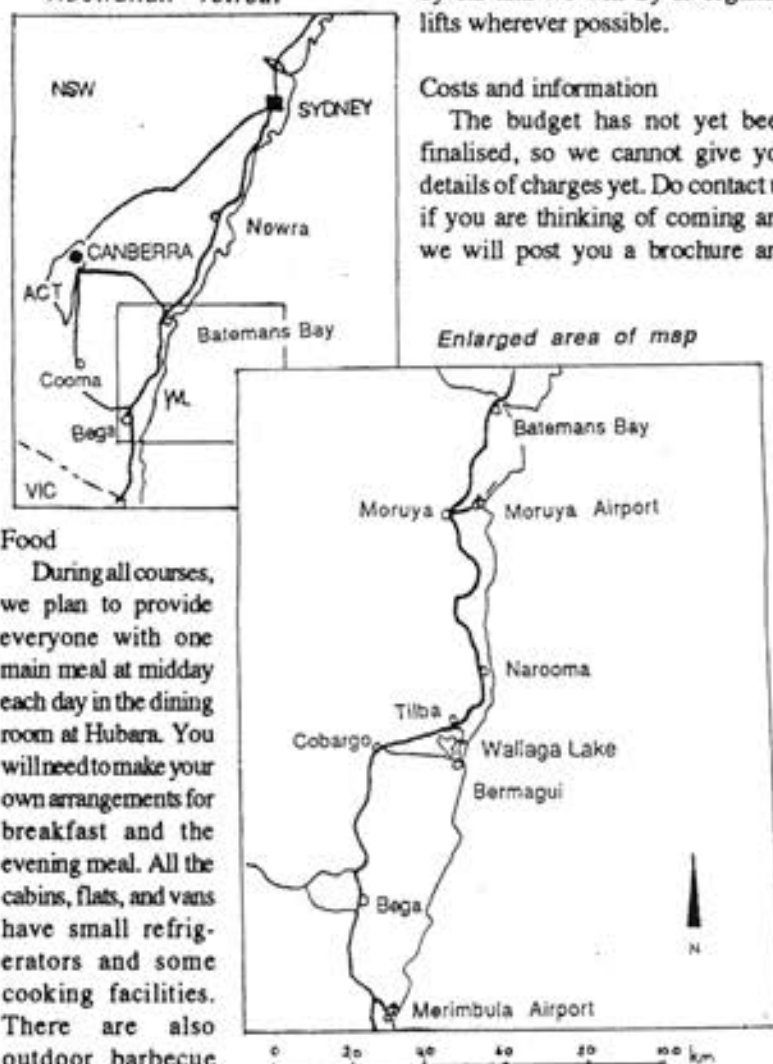 lifts wherever possible.
Costs and information
The budget has not yet bee
finalised, so we cannot give yo
details of charges yet. Do contact u
if you are thinking of coming an
we will post you a brochure an
NSW
SYDNEY
Nowra
CANBERRA
ACT
Batemans Bay
Cooma
WL
Bega
VIC
Enlarged area of map
Batemans Bay
Moruya
Moruya Airport
Narooma
Tilba
Cobargo
Wallaga Lake
Bermagui
Bega
N
Merimbula Airport
0 20 40 60 80 100 km
Food
During all courses,
we plan to provide
everyone with one
main meal at midday
each day in the dining
room at Hubara. You
will need to make your
own arrangements for
breakfast and the
evening meal. All the
cabins, flats, and vans
have small refrig-
erators and some
cooking facilities.
There are also
outdoor barbecue